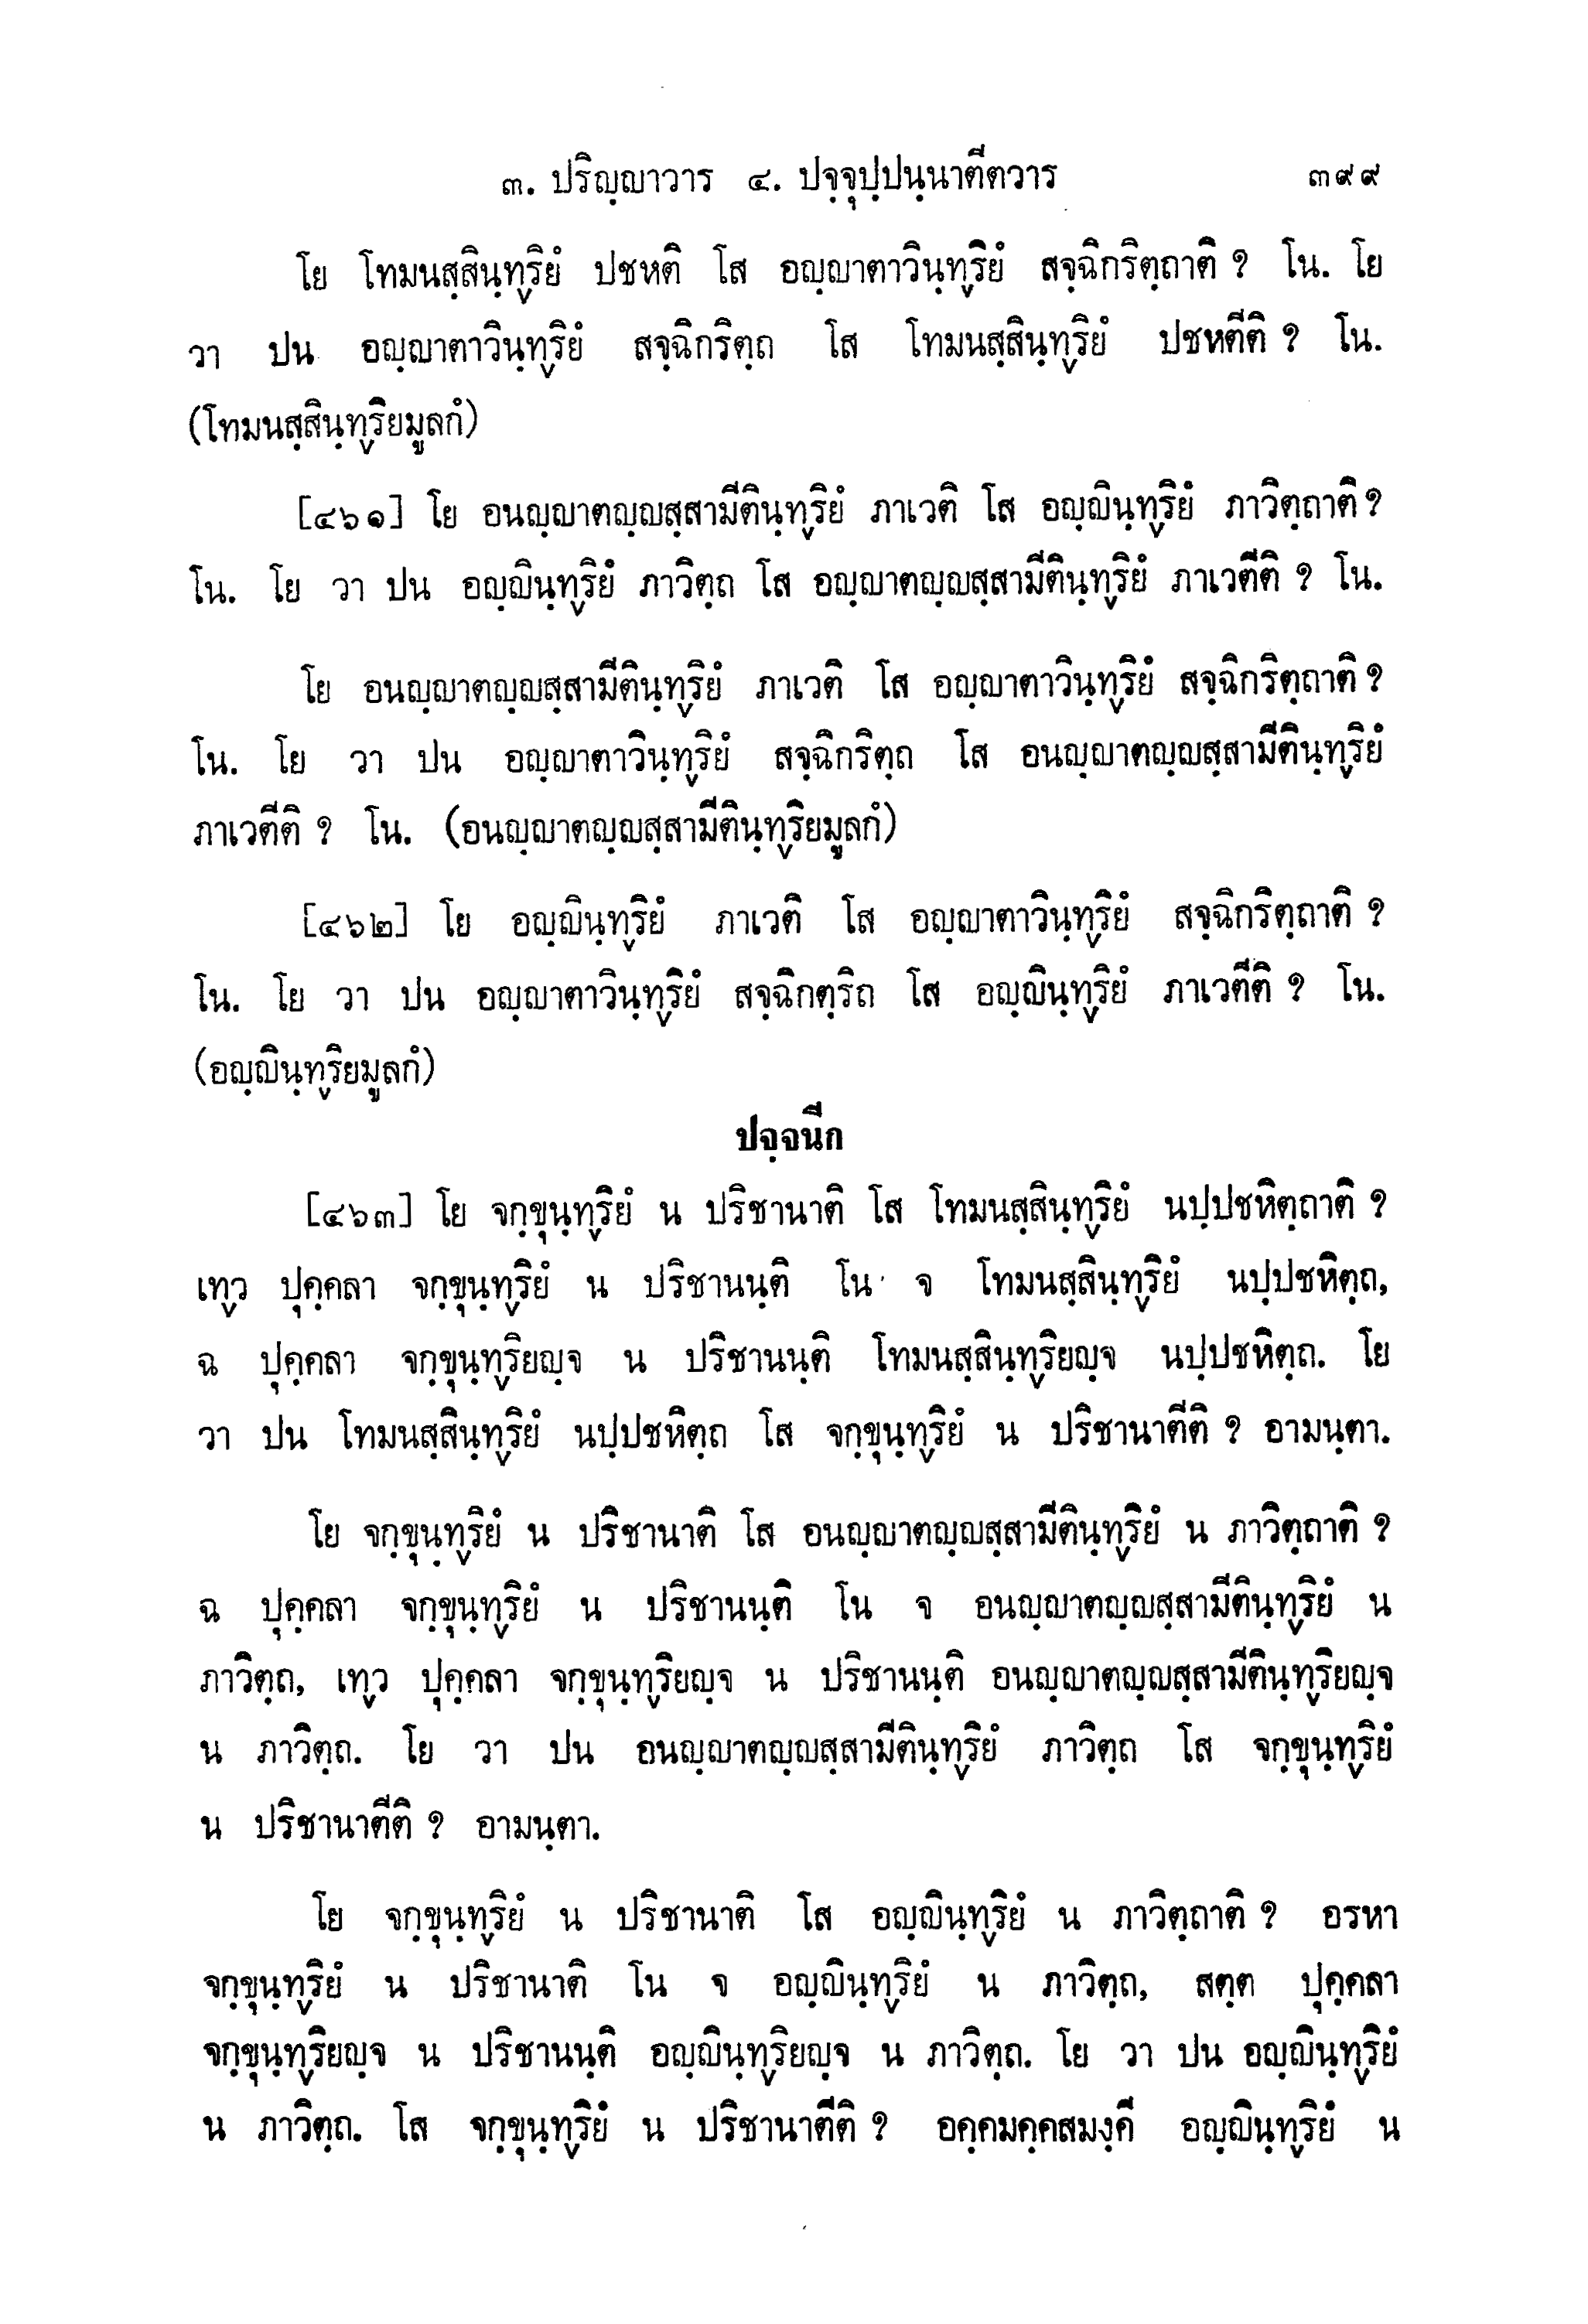 ๓. ปริญฺญาวาร ๔. ปจฺจุปฺปนฺนาตีตวาร ๓๙๙
โย โทมนสฺสินฺทฺริยํ ปชหติ โส อญฺญาตาวินฺทฺริยํ สจฺฉิกริตฺถาติ ? โน. โย
วา ปน อญฺญาตาวินฺทฺริยํ สจฺฉิกริตฺถ โส โทมนสฺสินฺทฺริยํ ปชหตีติ ? โน.
(โทมนสฺสินฺทฺริยมูลกํ)
[๔๖๑] โย อนญฺญาตญฺญสฺสามีตินฺทฺริยํ ภาเวติ โส อญฺญินฺทฺริยํ ภาวิตฺถาติ ?
โน. โย วา ปน อญฺญินฺทฺริยํ ภาวิตฺถ โส อญฺญาตญฺญสฺสามีตินฺทฺริยํ ภาเวตีติ ? โน.
โย อนญฺญาตญฺญสฺสามีตินฺทฺริยํ ภาเวติ โส อญฺญาตาวินฺทฺริยํ สจฺฉิกริตฺถาติ ?
โน. โย วา ปน อญฺญาตาวินฺทฺริยํ สจฺฉิกริตฺถ โส อนญฺญาตญฺญสฺสามีตินฺทฺริยํ
ภาเวตีติ ? โน. (อนญฺญาตญฺญสฺสามีตินฺทฺริยมูลกํ)
[๔๖๒] โย อญฺญินฺทฺริยํ ภาเวติ โส อญฺญาตาวินฺทฺริยํ สจฺฉิกริตฺถาติ ?
โน. โย วา ปน อญฺญาตาวินฺทฺริยํ สจฺฉิกตฺริถ โส อญฺญินฺทฺริยํ ภาเวตีติ ? โน.
(อญฺญินฺทฺริยมูลกํ)
ปจฺจนีก
[๔๖๓] โย จกฺขุนฺทฺริยํ น ปริชานาติ โส โทมนสฺสินฺทฺริยํ นปฺปชหิตฺถาติ ?
เทฺว ปุคฺคลา จกฺขุนฺทฺริยํ น ปริชานนฺติ โน จ โทมนสฺสินฺทฺริยํ นปฺปชหิตฺถ,
ฉ ปุคฺคลา จกฺขุนฺทฺริยญฺจ น ปริชานนฺติ โทมนสฺสินฺทฺริยญฺจ นปฺปชหิตฺถ. โย
วา ปน โทมนสฺสินฺทฺริยํ นปฺปชหิตฺถ โส จกฺขุนฺทฺริยํ น ปริชานาตีติ ? อามนฺตา.
โย จกฺขุนฺทฺริยํ น ปริชานาติ โส อนญฺญาตญฺญสฺสามีตินฺทฺริยํ น ภาวิตฺถาติ ?
ฉ ปุคฺคลา จกฺขุนฺทฺริยํ น ปริชานนฺติ โน จ อนญฺญาตญฺญสฺสามีตินฺทฺริยํ น
ภาวิตฺถ, เทฺว ปุคฺคลา จกฺขุนฺทฺริยญฺจ น ปริชานนฺติ อนญฺญาตญฺญสฺสามีตินฺทฺริยญฺจ
น ภาวิตฺถ. โย วา ปน อนญฺญาตญฺญสฺสามีตินฺทฺริยํ ภาวิตฺถ โส จกฺขุนฺทฺริยํ
น ปริชานาตีติ ? อามนฺตา.
โย จกฺขุนฺทฺริยํ น ปริชานาติ โส อญฺญินฺทฺริยํ น ภาวิตฺถาติ ? อรหา
จกฺขุนฺทฺริยํ น ปริชานาติ โน จ อญฺญินฺทฺริยํ น ภาวิตฺถ, สตฺต ปุคฺคลา
จกฺขุนฺทฺริยญฺจ น ปริชานนฺติ อญฺญินฺทฺริยญฺจ น ภาวิตฺถ. โย วา ปน อญฺญินฺทฺริยํ
น ภาวิตฺถ. โส จกฺขุนฺทฺริยํ น ปริชานาตีติ ? อคฺคมคฺคสมงฺคี อญฺญินฺทฺริยํ น